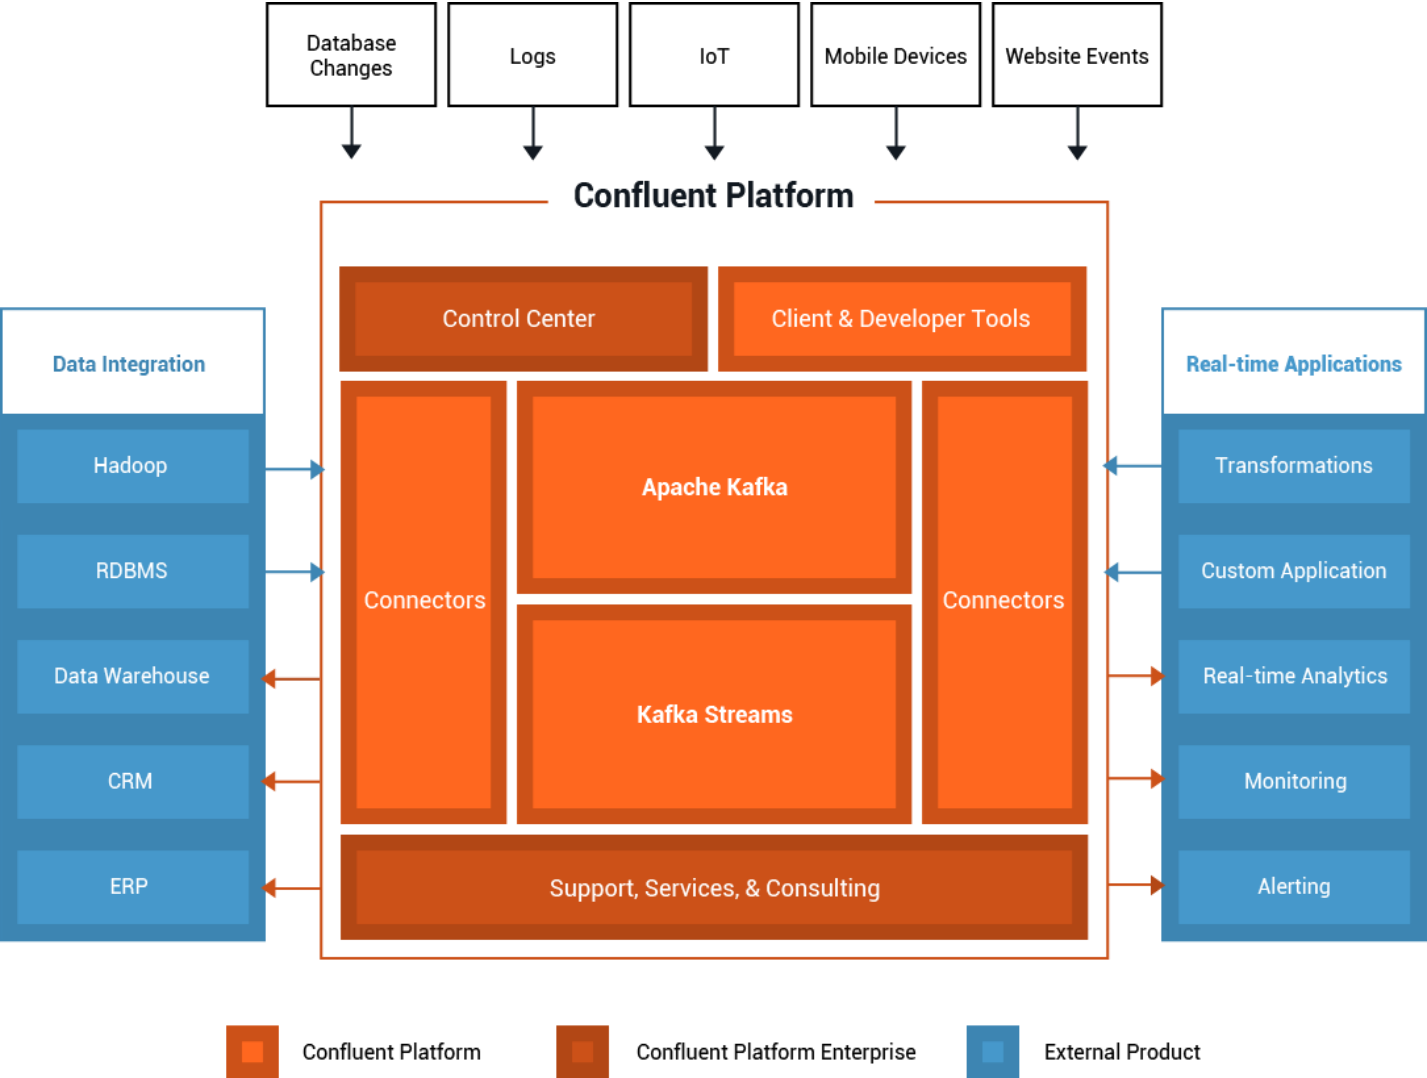 Database
Changes
Logs
IoT
Mobile Devices
Website Events
Confluent Platform
Control Center
Client & Developer Tools
Data Integration
Hadoop
RDBMS
Data Warehouse
CRM
ERP
Connectors
Apache Kafka
Kafka Streams
Connectors
Support, Services, & Consulting
Real-time Applications
Transformations
Custom Application
Real-time Analytics
Monitoring
Alerting
Confluent Platform
Confluent Platform Enterprise
External Product